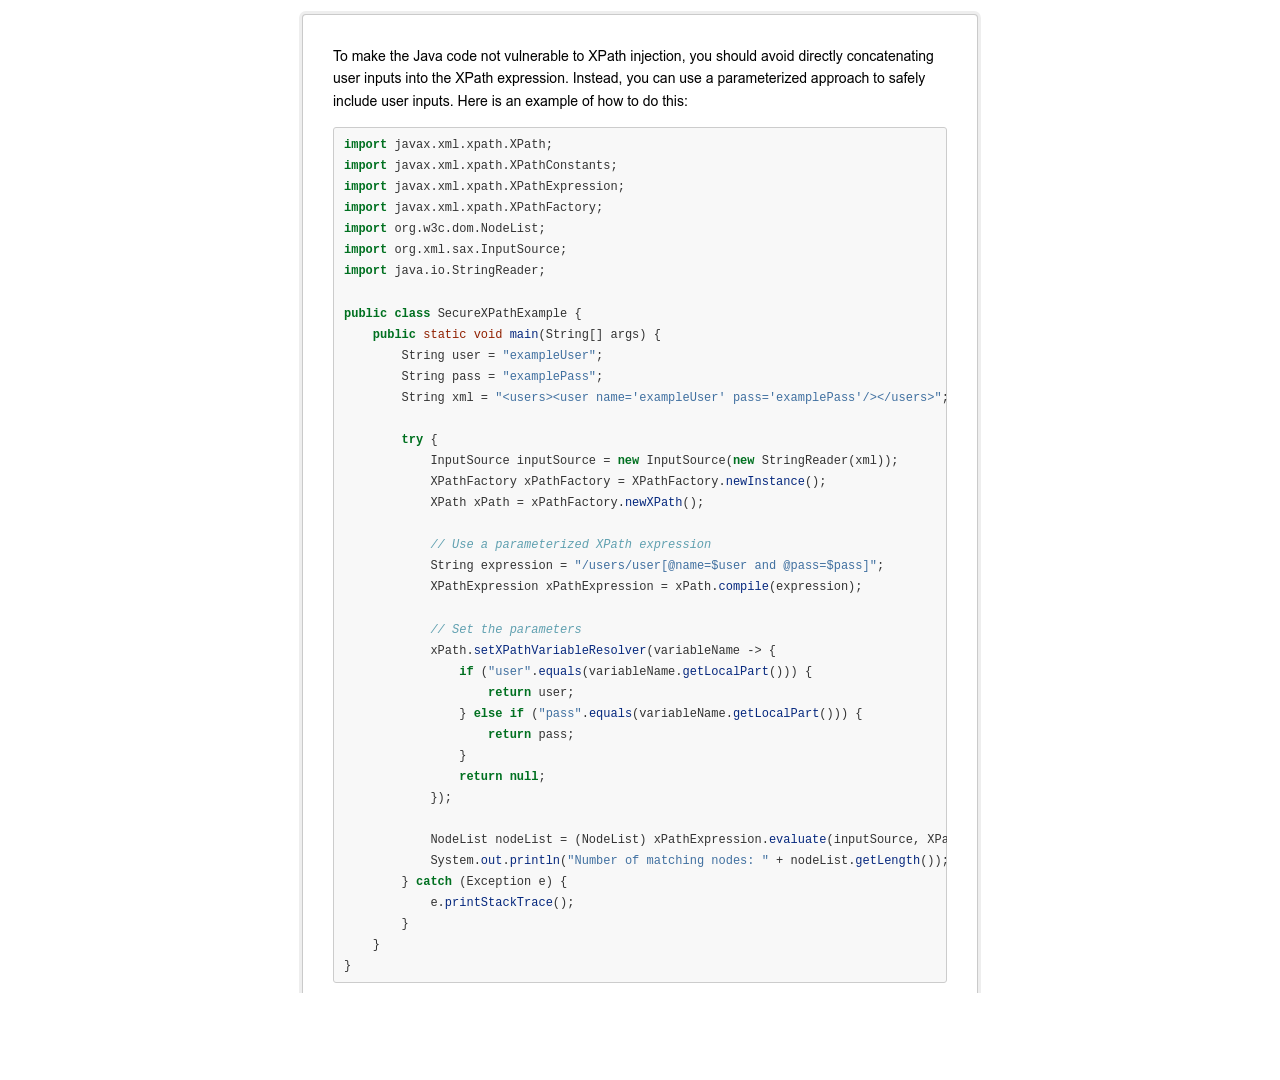 To make the Java code not vulnerable to XPath injection, you should avoid directly concatenating
user inputs into the XPath expression. Instead, you can use a parameterized approach to safely
include user inputs. Here is an example of how to do this:
import javax.xml.xpath.XPath;
import javax.xml.xpath.XPathConstants;
import javax.xml.xpath.XPathExpression;
import javax.xml.xpath.XPathFactory;
import org.w3c.dom.NodeList;
import org.xml.sax.InputSource;
import java.io.StringReader;
public class SecureXPathExample {
    public static void main(String[] args) {
        String user = "exampleUser";
        String pass = "examplePass";
        String xml = "<users><user name='exampleUser' pass='examplePass'/></users>";
        try {
            InputSource inputSource = new InputSource(new StringReader(xml));
            XPathFactory xPathFactory = XPathFactory.newInstance();
            XPath xPath = xPathFactory.newXPath();
            // Use a parameterized XPath expression
            String expression = "/users/user[@name=$user and @pass=$pass]";
            XPathExpression xPathExpression = xPath.compile(expression);
            // Set the parameters
            xPath.setXPathVariableResolver(variableName -> {
                if ("user".equals(variableName.getLocalPart())) {
                    return user;
                } else if ("pass".equals(variableName.getLocalPart())) {
                    return pass;
                }
                return null;
            });
            NodeList nodeList = (NodeList) xPathExpression.evaluate(inputSource, XPa
            System.out.println("Number of matching nodes: " + nodeList.getLength());
        } catch (Exception e) {
            e.printStackTrace();
        }
    }
}